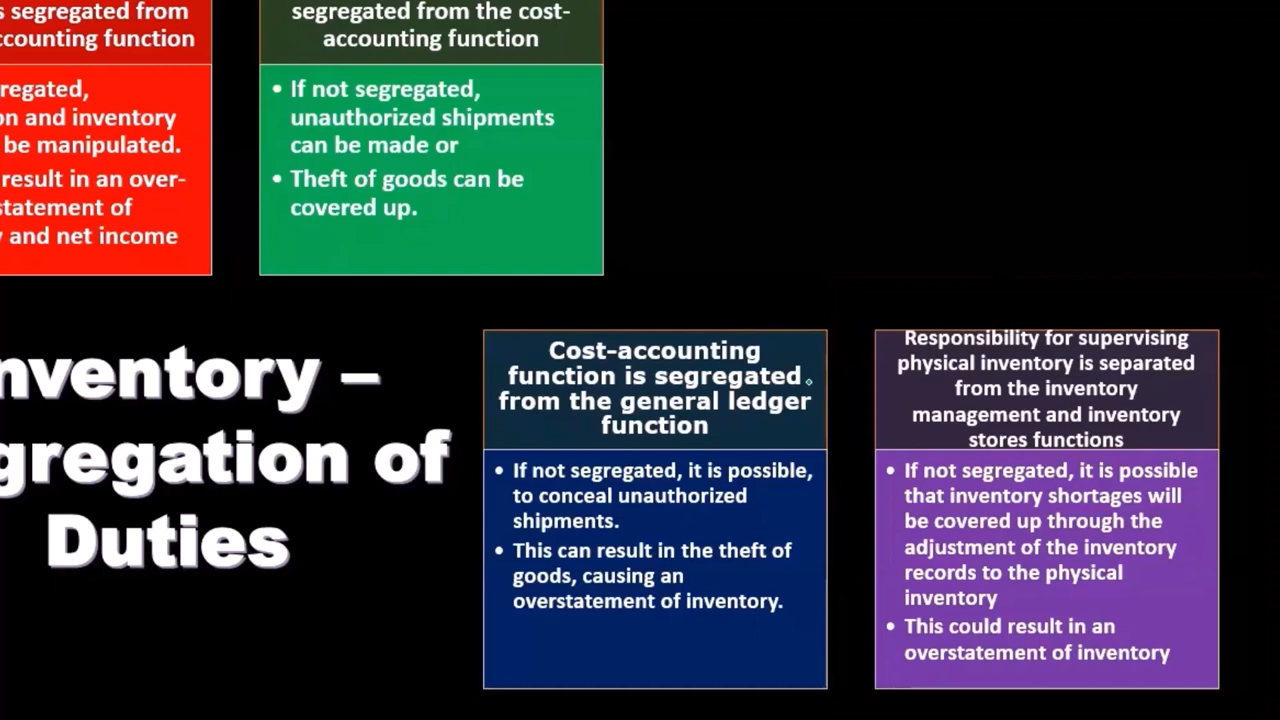 s segregated from
ccounting function
regated,
on and inventory
be manipulated.
result in an over-
statement of
y and net income
segregated from the cost-
accounting function
• If not segregated,
unauthorized shipments
can be made or
• Theft of goods can be
covered up.
nventory –
gregation of
Duties
Cost-accounting
function is segregated
from the general ledger
function
• If not segregated, it is possible,
to conceal unauthorized
shipments.
• This can result in the theft of
goods, causing an
overstatement of inventory.
Responsibility for supervising
physical inventory is separated
from the inventory
management and inventory
stores functions
• If not segregated, it is possible
that inventory shortages will
be covered up through the
adjustment of the inventory
records to the physical
inventory
• This could result in an
overstatement of inventory